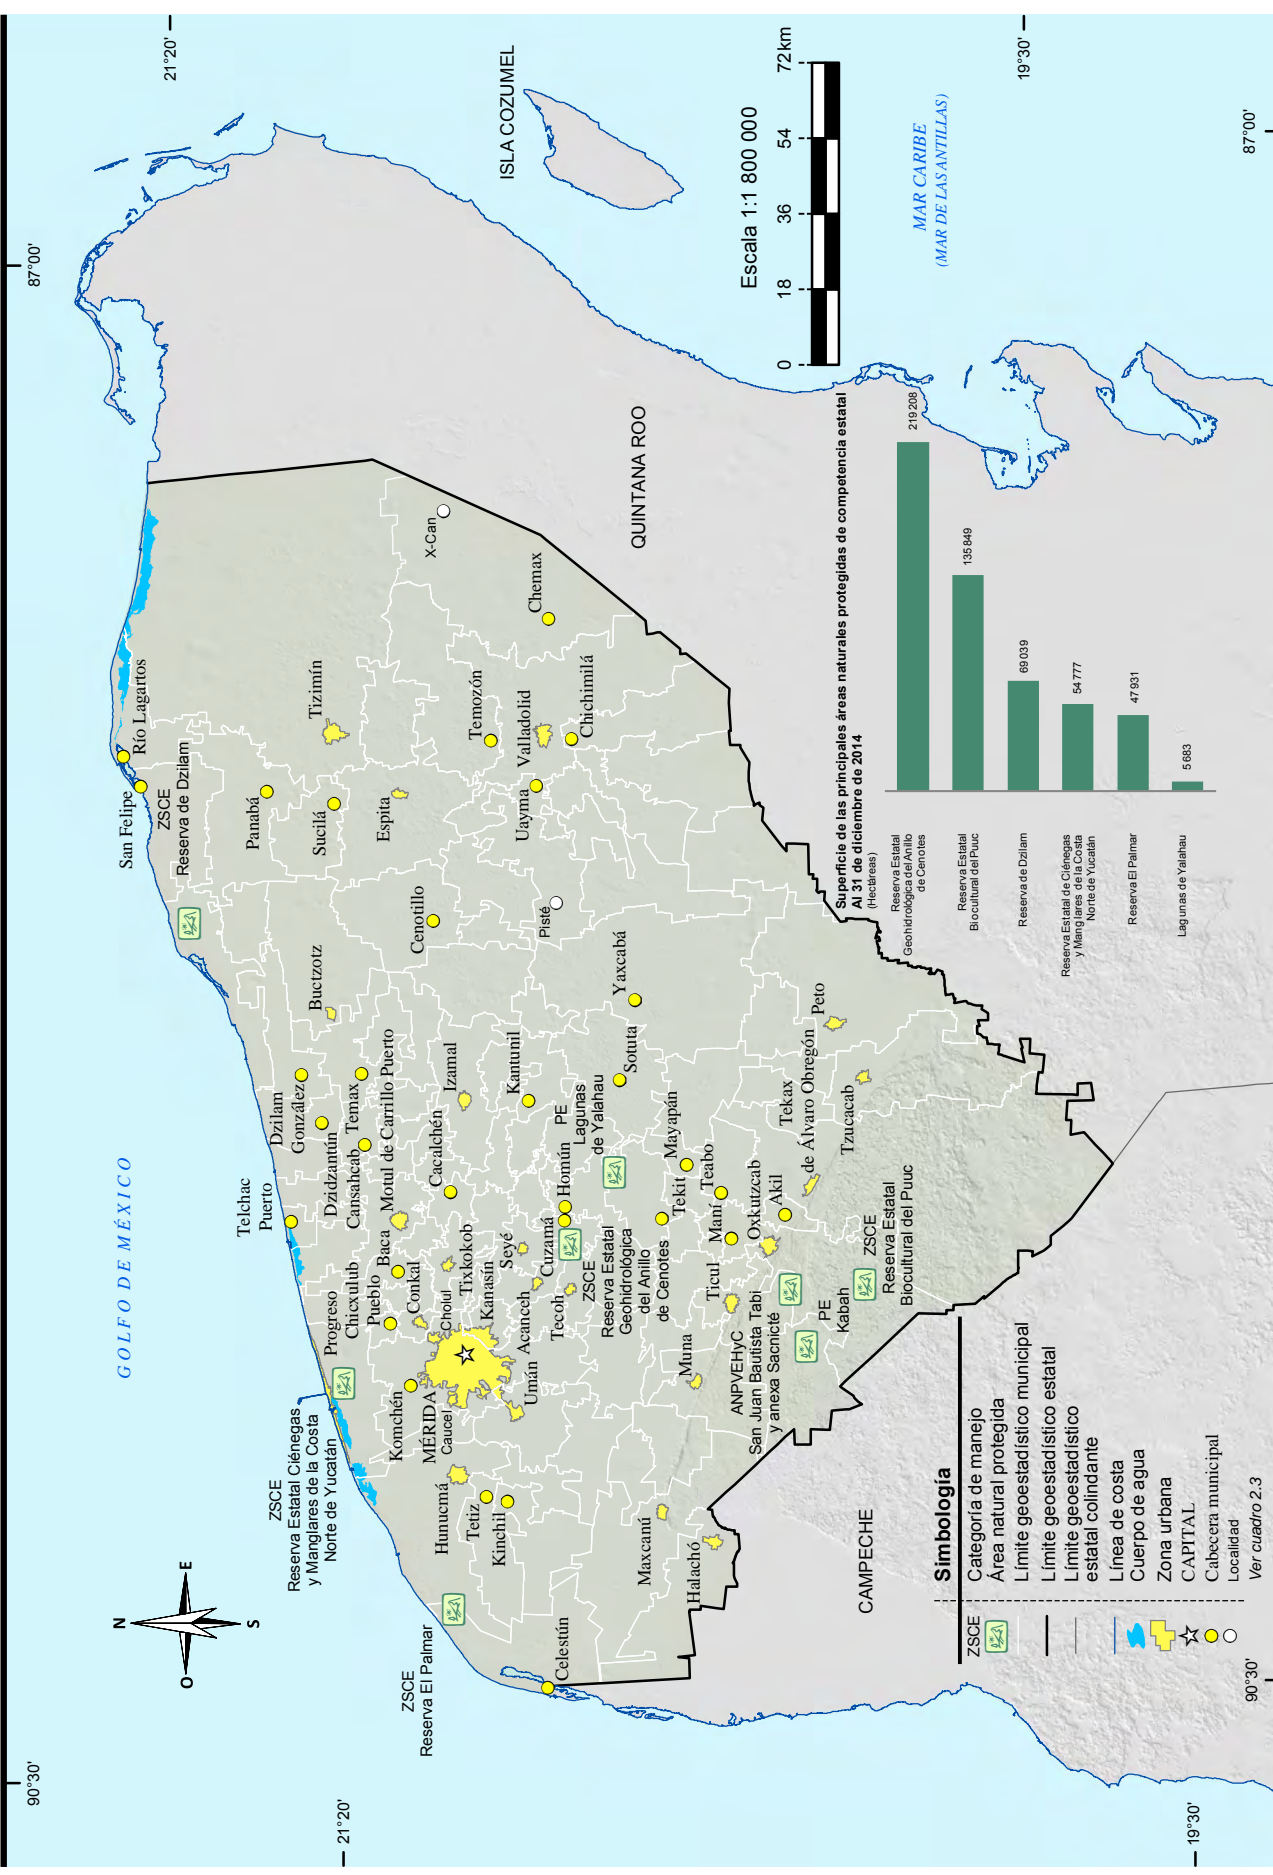 90°30'
87°00'
21°20'
21°20'
GOLFO DE MÉXICO
N
O
E
S
ISLA COZUMEL
San Felipe
Río Lagartos
ZSCE
Reserva de Dzilam
Panabá
Tizimín
Sucilá
Espita
Buctzotz
Cenotillo
Temozón
X-Can
Uayma
Valladolid
Chichimilá
Chemax
Pisté
Yaxcabá
Sotuta
Dzilam
González
Dzidzantún
Temax
Cansahcab
Motul de Carrillo Puerto
Telchac
Puerto
Izamal
Cacalchén
Kantunil
ZSCE
Reserva Estatal Ciénegas
y Manglares de la Costa
Norte de Yucatán
Progreso
Chicxulub
Pueblo
Baca
Conkal
Cholul
Tixkokob
Komchén
MÉRIDA
Caucel
Kanasín
Seyé
Acanceh
Umán
Tecoh
Cuzamá
Homún
PE
Lagunas
de Yalahau
ZSCE
Reserva Estatal
Geohidrológica
del Anillo
de Cenotes
Hunucmá
Tetiz
Kinchil
ZSCE
Reserva El Palmar
Celestún
Maxcanú
Halachó
Muna
Ticul
Maní
Tekit
Mayapán
Teabo
Oxkutzcab
Akil
Tekax
de Álvaro Obregón
Tzucacab
Peto
ANPVEHyC
San Juan Bautista Tabi
y anexa Sacnicté
PE
Kabah
ZSCE
Reserva Estatal
Biocultural del Puuc
QUINTANA ROO
CAMPECHE
MAR CARIBE
(MAR DE LAS ANTILLAS)
Escala 1:1 800 000
0 18 36 54 72km
Superficie de las principales áreas naturales protegidas de competencia estatal
Al 31 de diciembre de 2014
(Hectáreas)
Reserva Estatal
Geohidrológica del Anillo
de Cenotes
219 208
Reserva Estatal
Biocultural del Puuc
135 849
Reserva de Dzilam
69 039
Reserva Estatal de Ciénegas
y Manglares de la Costa
Norte de Yucatán
54 777
Reserva El Palmar
47 931
Lagunas de Yalahau
5 683
Simbología
ZSCE Categoría de manejo
Área natural protegida
Límite geoestadístico municipal
Límite geoestadístico estatal
Límite geoestadístico
estatal colindante
Línea de costa
Cuerpo de agua
Zona urbana
CAPITAL
Cabecera municipal
Localidad
Ver cuadro 2.3
19°30'
19°30'
90°30'
87°00'